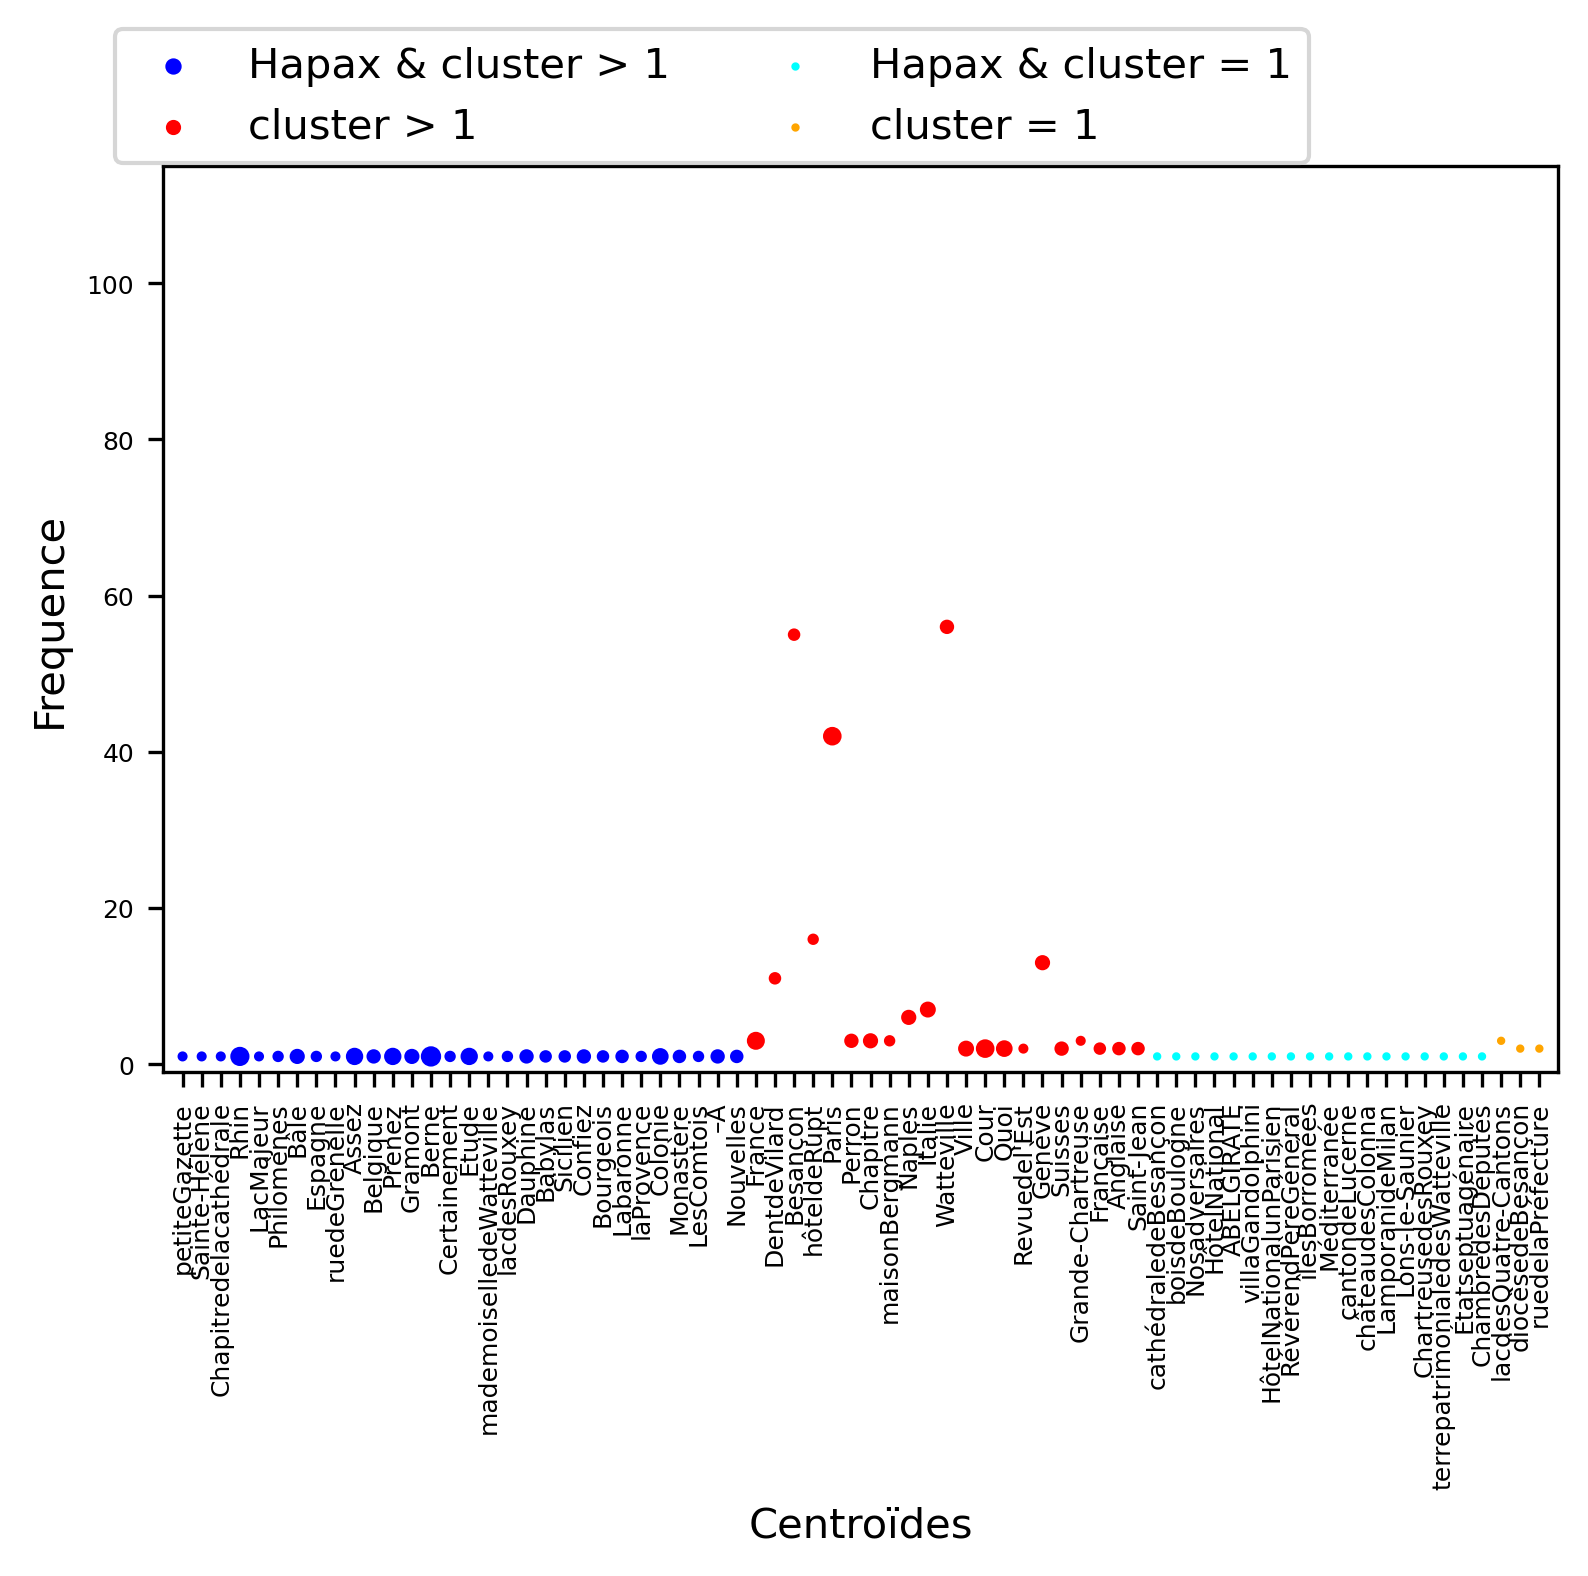 Hapax & cluster > 1
cluster > 1
Hapax & cluster = 1
cluster = 1
Frequence
100
80
60
40
20
0
petiteGazette
Sainte-Hélène
Chapitredelacathédrale
Rhin
LacMajeur
Philomènes
Bâle
Espagne
ruedeGrenelle
Assez
Belgique
Prenez
Gramont
Berne
Certainement
Etude
mademoiselledeWatteville
lacdesRouxey
Dauphine
Babylas
Sicilien
Confiez
Bourgeois
Labaronne
laProvence
Colonie
Monastère
LesComtois
–A
Nouvelles
France
DentdeVilard
Besançon
hôteldeRupt
Paris
Perron
Chapitre
maisonBergmann
Naples
Italie
Watteville
Ville
Cour
Quoi
Revuedel'Est
Genève
Suisses
Grande-Chartreuse
Française
Anglaise
Saint-Jean
cathédraledeBesançon
boisdeBoulogne
Nosadversaires
HôtelNational
ABELGIRATE
villaGandolphini
HôtelNationalunParisien
RévérendPèreGénéral
îlesBorromées
Méditerranée
cantondeLucerne
châteaudesColonna
LamporanideMilan
Lons-le-Saunier
ChartreusedesRouxey
terrepatrimonialedesWatteville
Etatseptuagénaire
ChambredesDéputés
lacdesQuatre-Cantons
diocèsedeBesançon
ruedelaPréfecture
Centroïdes